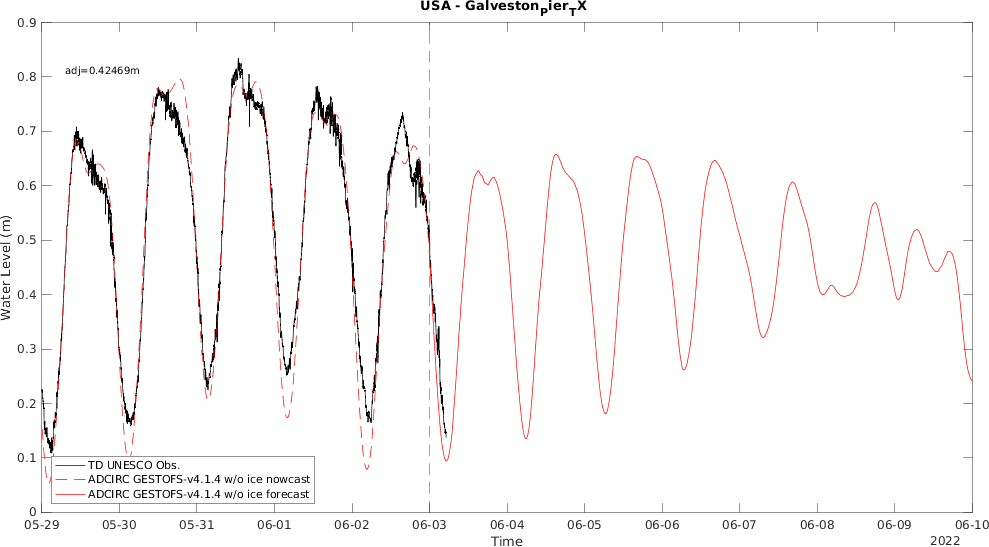 USA - GalvestonPierTX
0.9
0.8
0.7
0.6
0.5
0.4
0.3
0.2
0.1
0
Water Level (m)
adj=0.42469m
TD UNESCO Obs.
ADCIRC GESTOFS-v4.1.4 w/o ice nowcast
ADCIRC GESTOFS-v4.1.4 w/o ice forecast
05-29 05-30 05-31 06-01 06-02 06-03 06-04 06-05 06-06 06-07 06-08 06-09 06-10
Time
2022